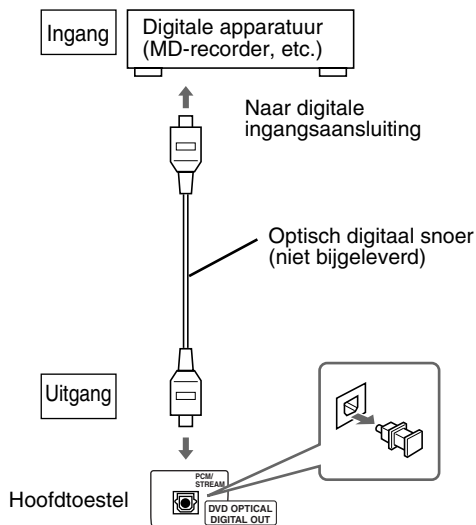 Ingang
Digitale apparatuur
(MD-recorder, etc.)
Naar digitale
ingangsaansluiting
Optisch digitaal snoer
(niet bijgeleverd)
Uitgang
Hoofdtoestel
PCM/
STREAM
DVD OPTICAL
DIGITAL OUT